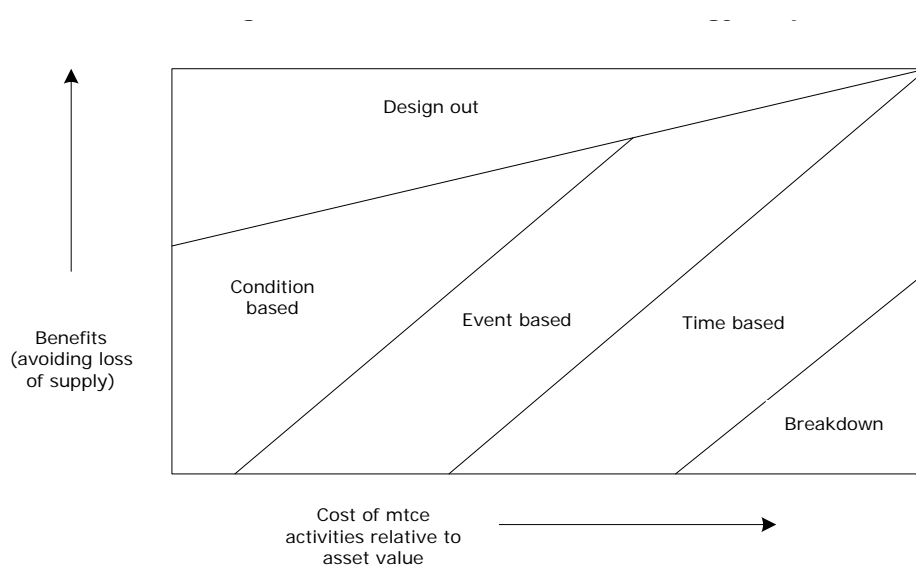 Design out
Condition
based
Event based
Time based
Breakdown
Benefits
(avoiding loss
of supply)
Cost of mtce
activities relative to
asset value